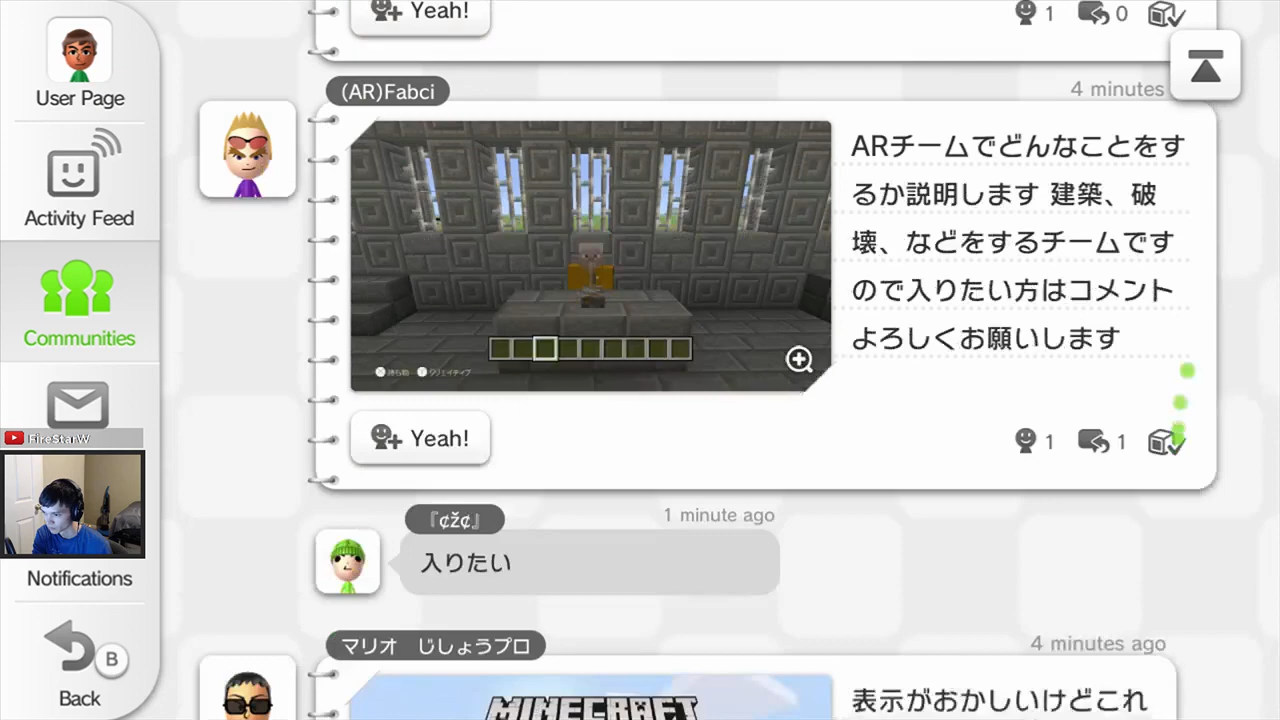 User Page
Activity Feed
Communities
FireStarW
Notifications
B
Back
Yeah!
1
0
(AR)Fabci
4 minutes
ARチームでどんなことをす
るか説明します 建築、破
壊、などをするチームです
ので入りたい方はコメント
よろしくお願いします
Yeah!
1
1
『¢ž¢』
1 minute ago
入りたい
マリオ　じしょうプロ
4 minutes ago
MINECRAFT
表示がおかしいけどこれ